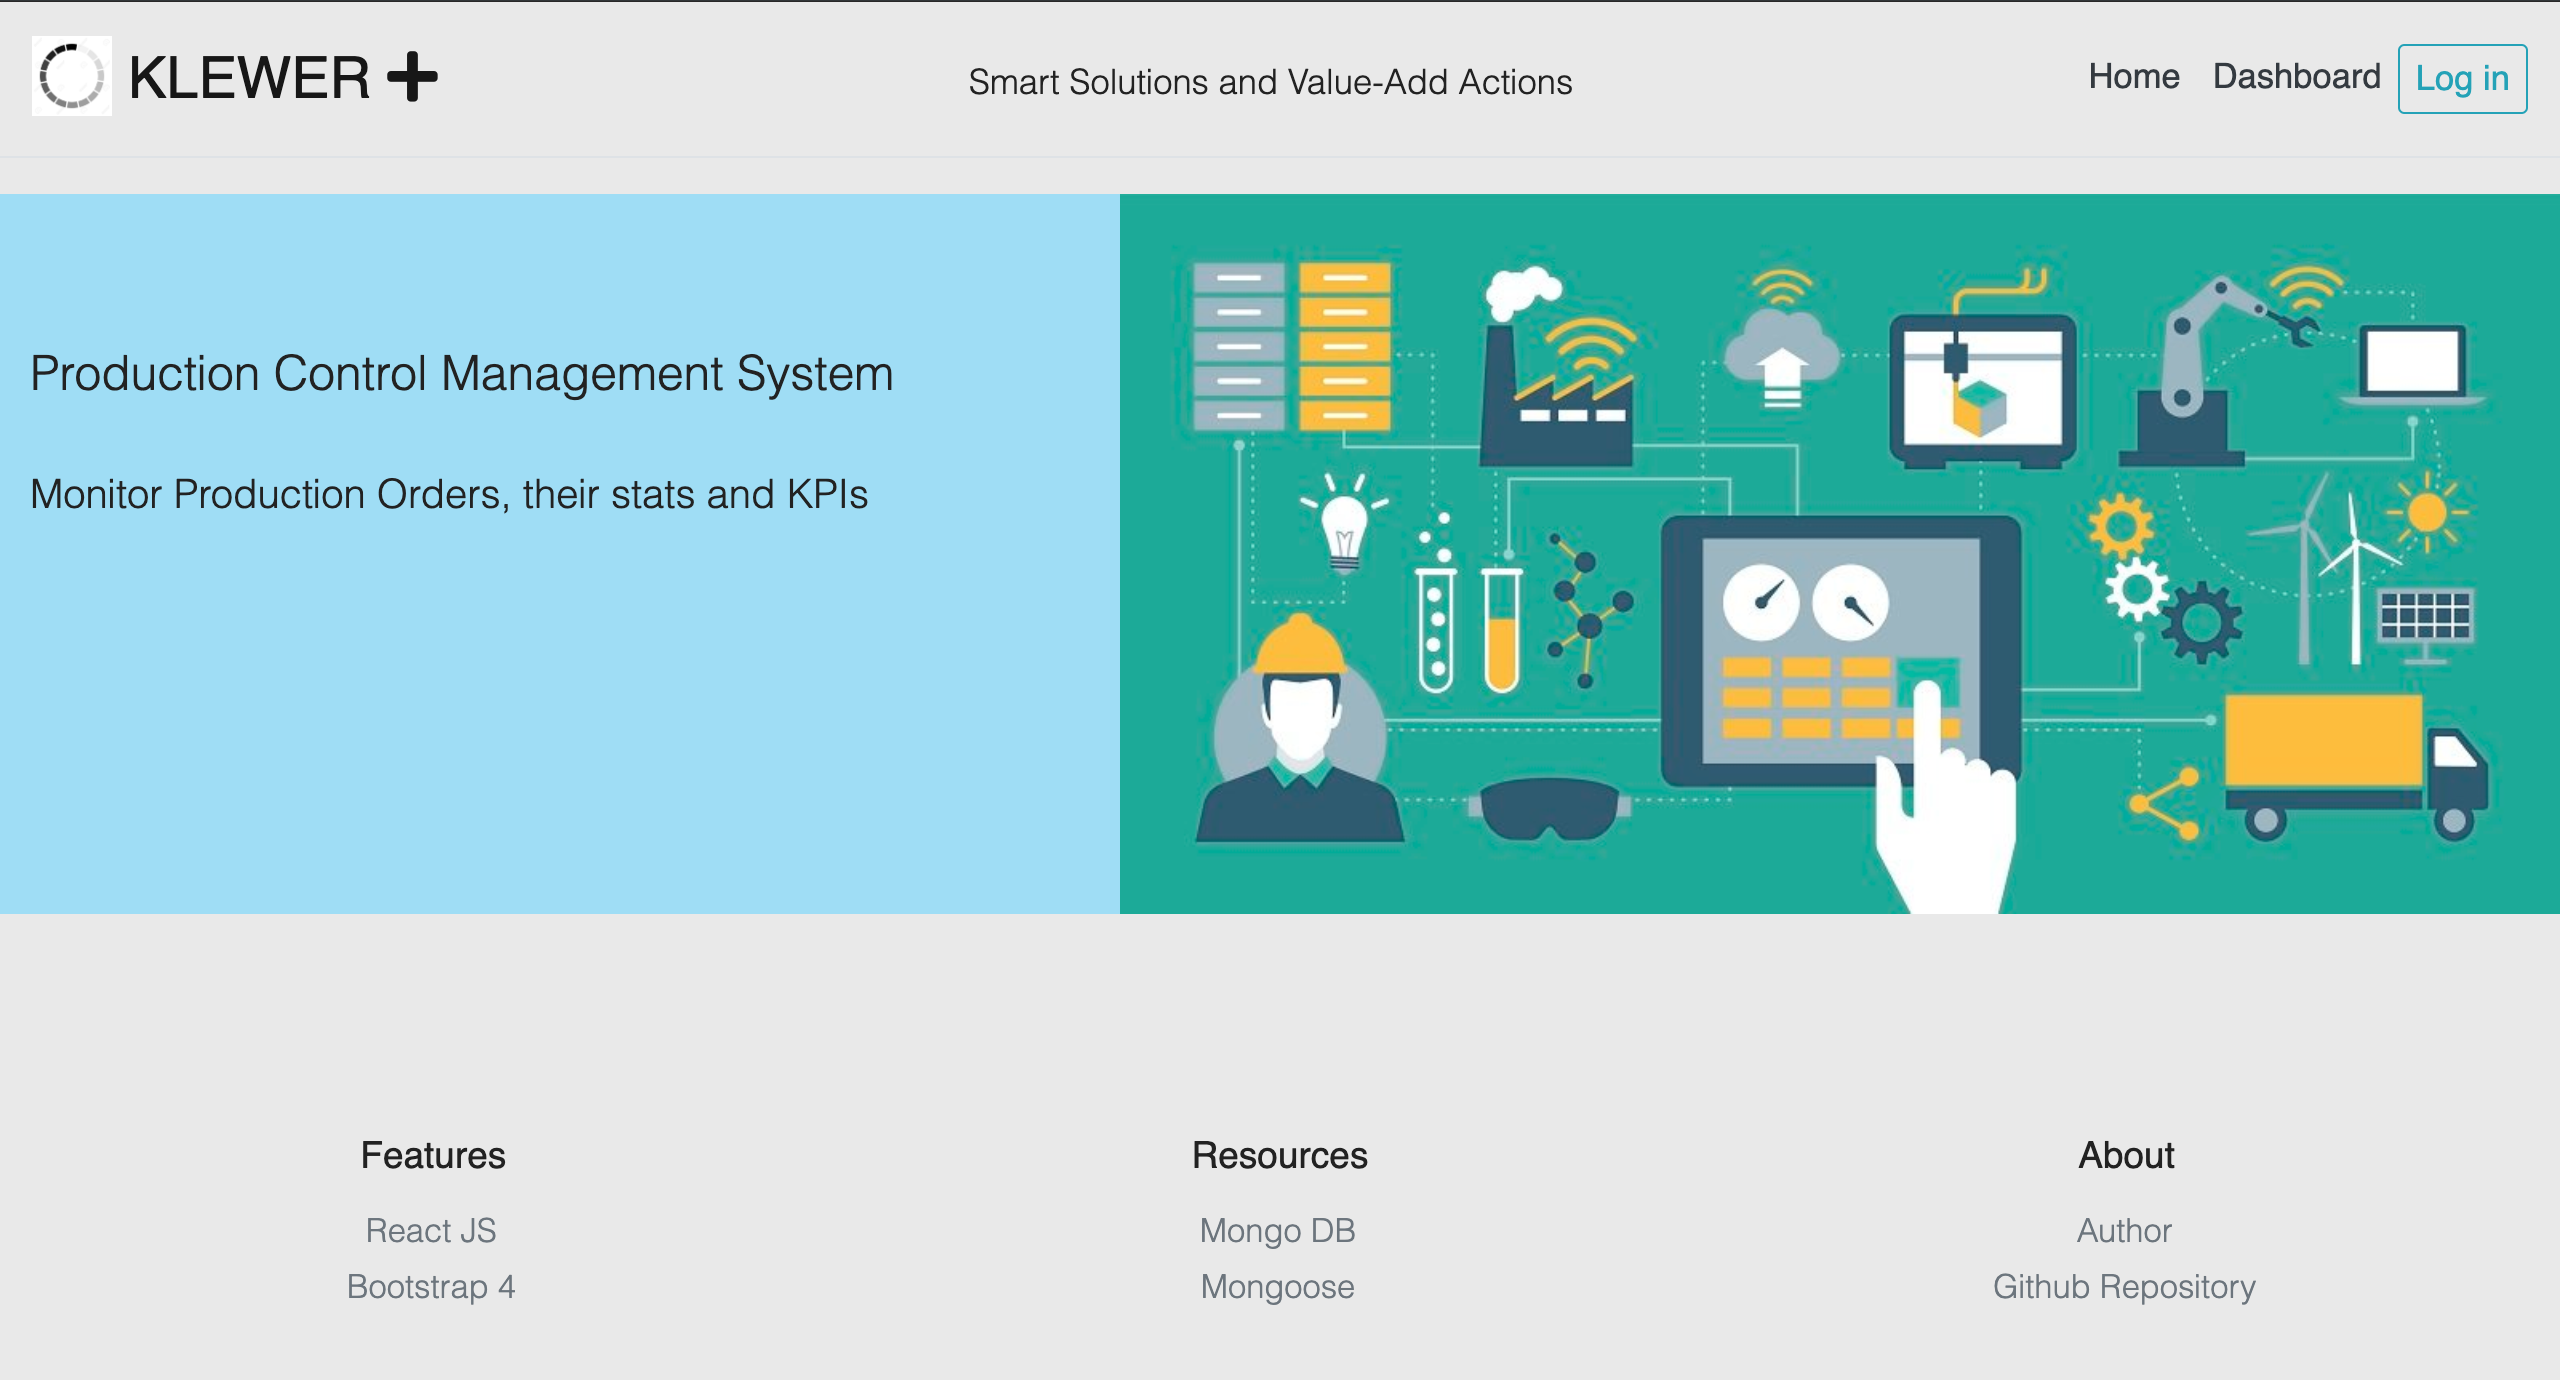 KLEWER +
Smart Solutions and Value-Add Actions
Home Dashboard Log in
Production Control Management System
Monitor Production Orders, their stats and KPIs
Features
React JS
Bootstrap 4
Resources
Mongo DB
Mongoose
About
Author
Github Repository